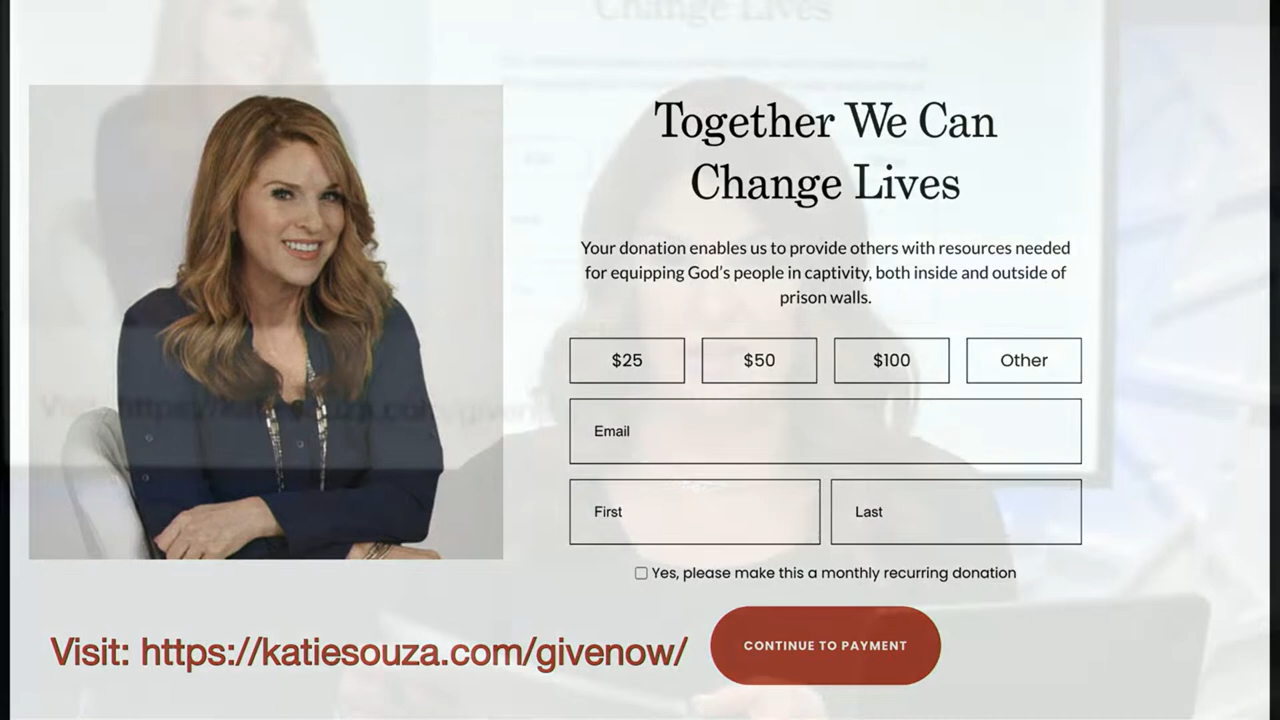 Change Lives
Together We Can
Change Lives
Your donation enables us to provide others with resources needed
for equipping God's people in captivity, both inside and outside of
prison walls.
$25 $50 $100 Other
Email
First Last
Yes, please make this a monthly recurring donation
Visit: https://katiesouza.com/givenow/
CONTINUE TO PAYMENT